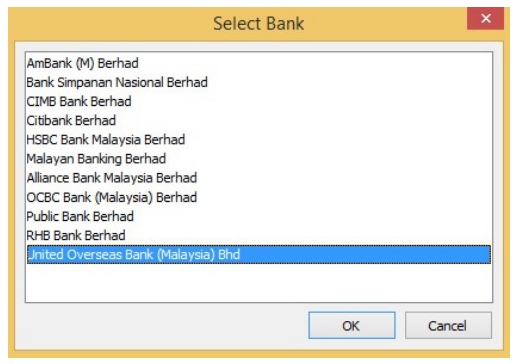 Select Bank
AmBank (M) Berhad
Bank Simpanan Nasional Berhad
CIMB Bank Berhad
Citibank Berhad
HSBC Bank Malaysia Berhad
Malayan Banking Berhad
Alliance Bank Malaysia Berhad
OCBC Bank (Malaysia) Berhad
Public Bank Berhad
RHB Bank Berhad
United Overseas Bank (Malaysia) Bhd
OK
Cancel